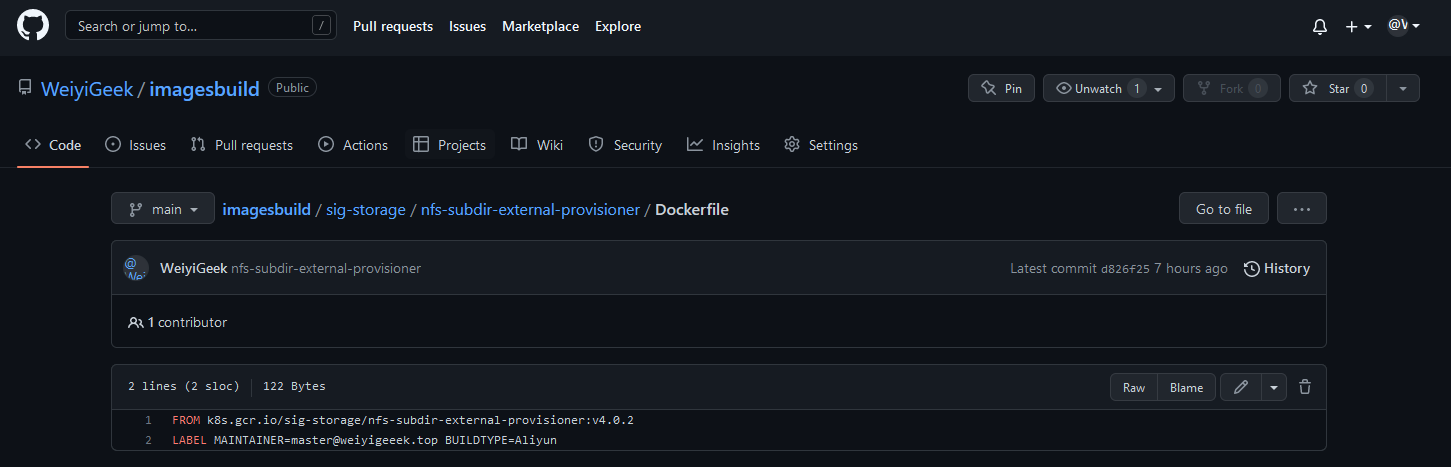 Search or jump to... /
Pull requests Issues Marketplace Explore
WeiyiGeek / imagesbuild Public
Pin Unwatch 1 Fork 0 Star 0
Code Issues Pull requests Actions Projects Wiki Security Insights Settings
main imagesbuild / sig-storage / nfs-subdir-external-provisioner / Dockerfile Go to file ...
WeiyiGeek nfs-subdir-external-provisioner Latest commit d826f25 7 hours ago History
1 contributor
2 lines (2 sloc) 122 Bytes Raw Blame
1 FROM k8s.gcr.io/sig-storage/nfs-subdir-external-provisioner:v4.0.2
2 LABEL MAINTAINER=master@weiyigeeek.top BUILDTYPE=Aliyun